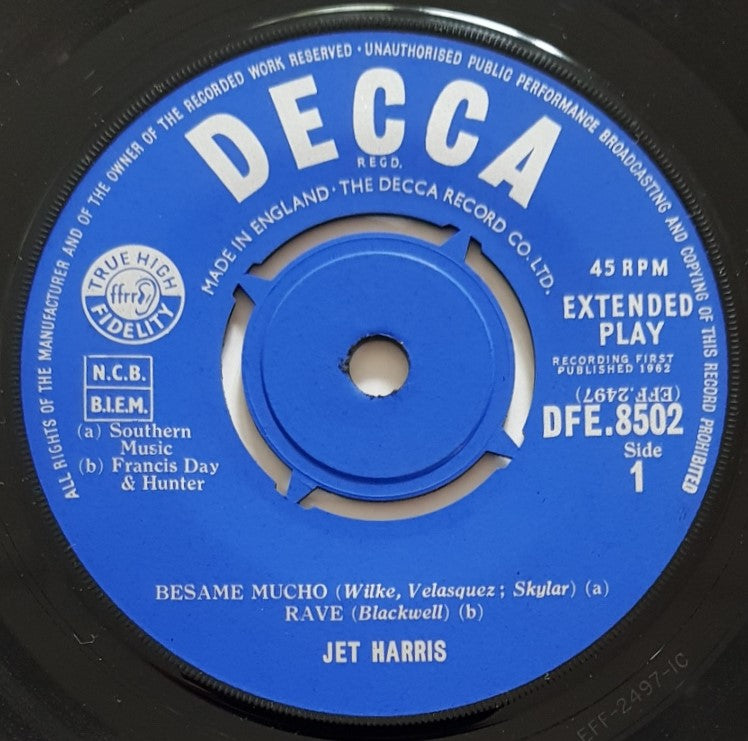 ALL RIGHTS OF THE MANUFACTURER AND OF THE OWNER OF THE RECORDED WORK RESERVED · UNAUTHORISED PUBLIC PERFORMANCE BROADCASTING AND COPYING OF THIS RECORD PROHIBITED
DECCA
REGD.
MADE IN ENGLAND · THE DECCA RECORD CO. LTD.
TRUE HIGH
ffrr
FIDELITY
N.C.B.
B.I.E.M.
(a) Southern
Music
(b) Francis Day
& Hunter
45 RPM
EXTENDED
PLAY
RECORDING FIRST
PUBLISHED 1962
(EFF.2497)
DFE.8502
Side
1
BESAME MUCHO (Wilke, Velasquez; Skylar) (a)
RAVE (Blackwell) (b)
JET HARRIS
EFF-2497-1C